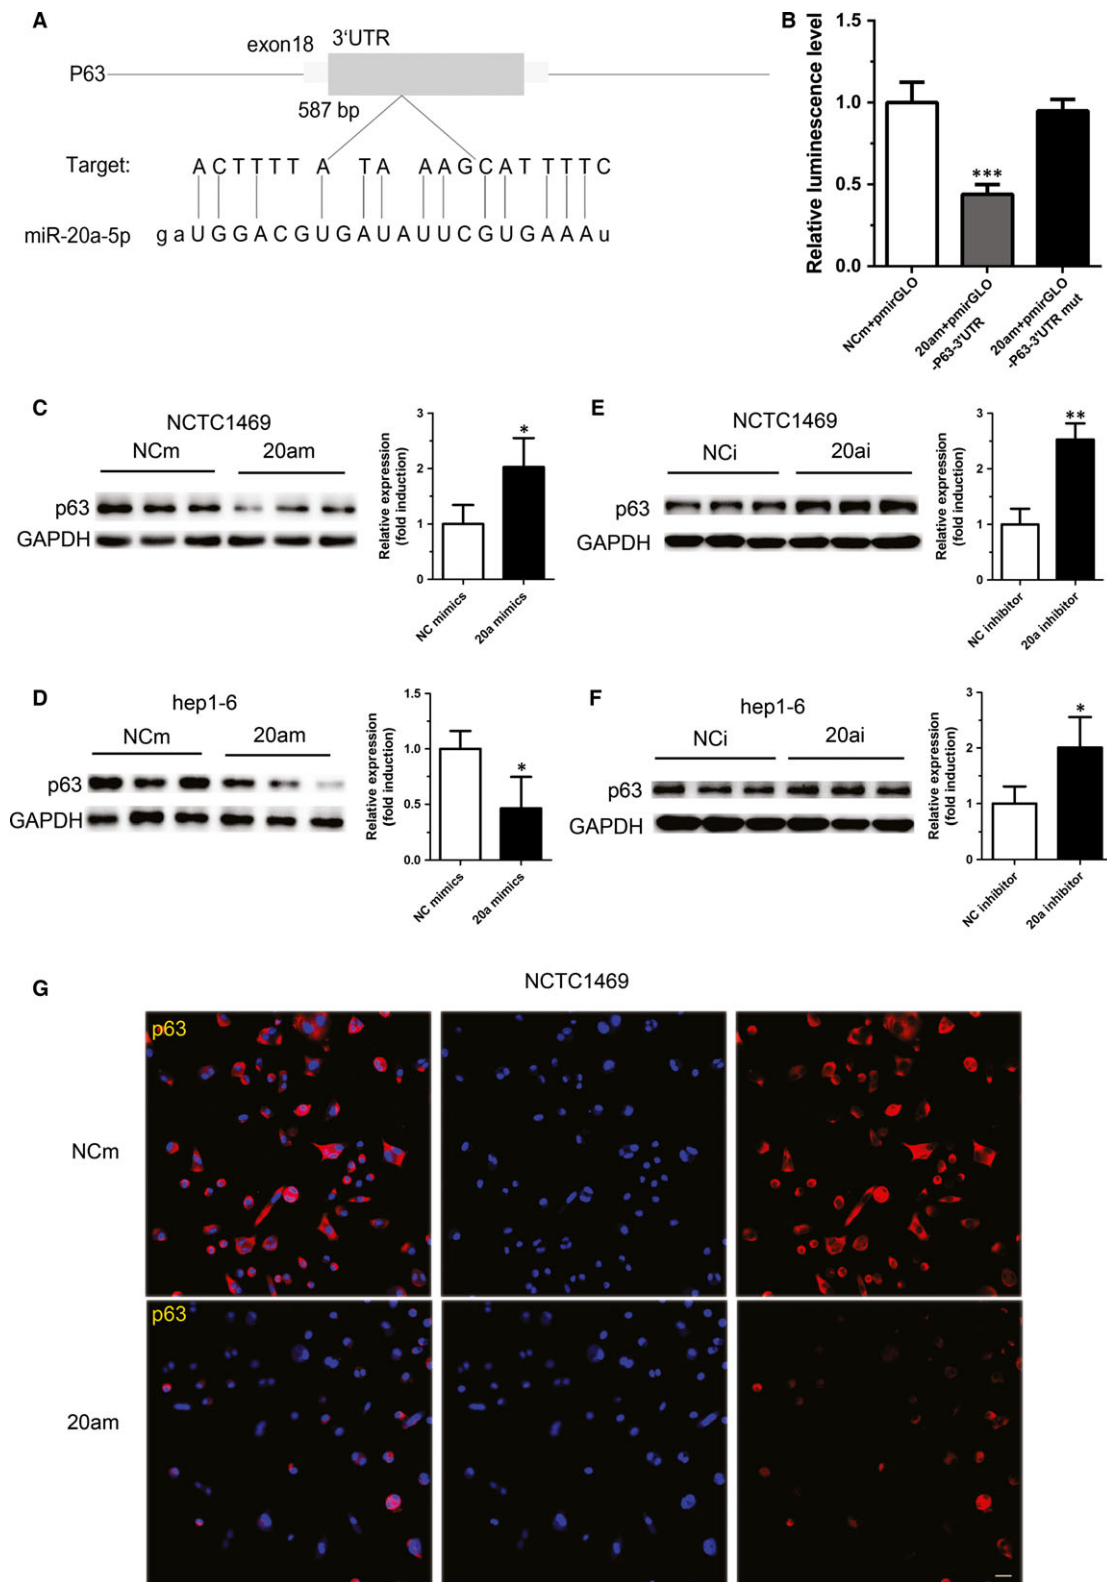 A
exon18
3'UTR
P63
587 bp
Target:
A C T T T T A T A A A G C A T T T T C
miR-20a-5p
g a U G G A C G U G A U A U U C G U G A A A u
B
Relative luminescence level
1.5
1.0
0.5
0.0
***
NCm+pmirGLO
20am+pmirGLO
-P63-3'UTR
20am+pmirGLO
-P63-3'UTR mut
C
NCTC1469
NCm
20am
p63
GAPDH
Relative expression
(fold induction)
3
2
1
0
*
NC mimics
20a mimics
E
NCTC1469
NCi
20ai
p63
GAPDH
Relative expression
(fold induction)
3
2
1
0
**
NC inhibitor
20a inhibitor
D
hep1-6
NCm
20am
p63
GAPDH
Relative expression
(fold induction)
1.5
1.0
0.5
0.0
*
NC mimics
20a mimics
F
hep1-6
NCi
20ai
p63
GAPDH
Relative expression
(fold induction)
3
2
1
0
*
NC inhibitor
20a inhibitor
G
NCTC1469
p63
NCm
p63
20am